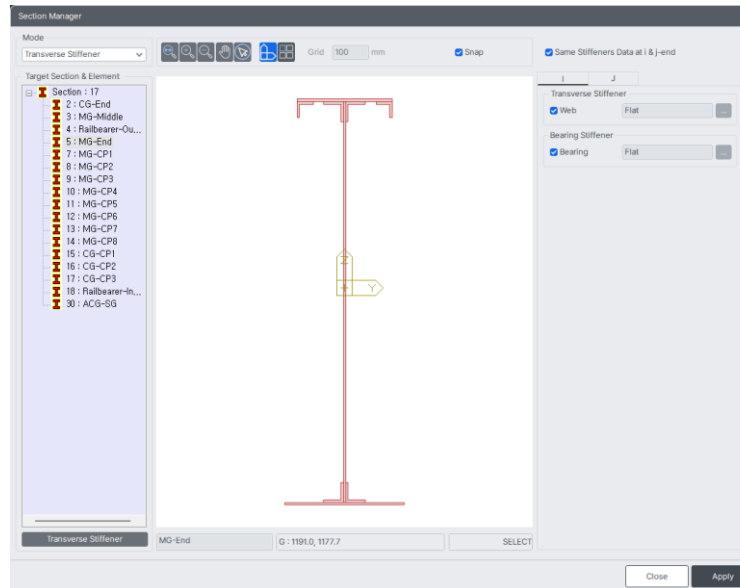 Section Manager
Mode
Transverse Stiffener
Grid 100 mm
Snap
Same Stiffeners Data at i & j-end
Target Section & Element
Section : 17
2 : CG-End
3 : MG-Middle
4 : Railbearer-Ou...
5 : MG-End
7 : MG-CP1
8 : MG-CP2
9 : MG-CP3
10 : MG-CP4
11 : MG-CP5
12 : MG-CP6
13 : MG-CP7
14 : MG-CP8
15 : CG-CP1
16 : CG-CP2
17 : CG-CP3
18 : Railbearer-In...
30 : ACG-SG
Transverse Stiffener
Z
Y
MG-End
G : 1191.0, 1177.7
SELECT
I J
Transverse Stiffener
Web Flat ...
Bearing Stiffener
Bearing Flat ...
Close Apply